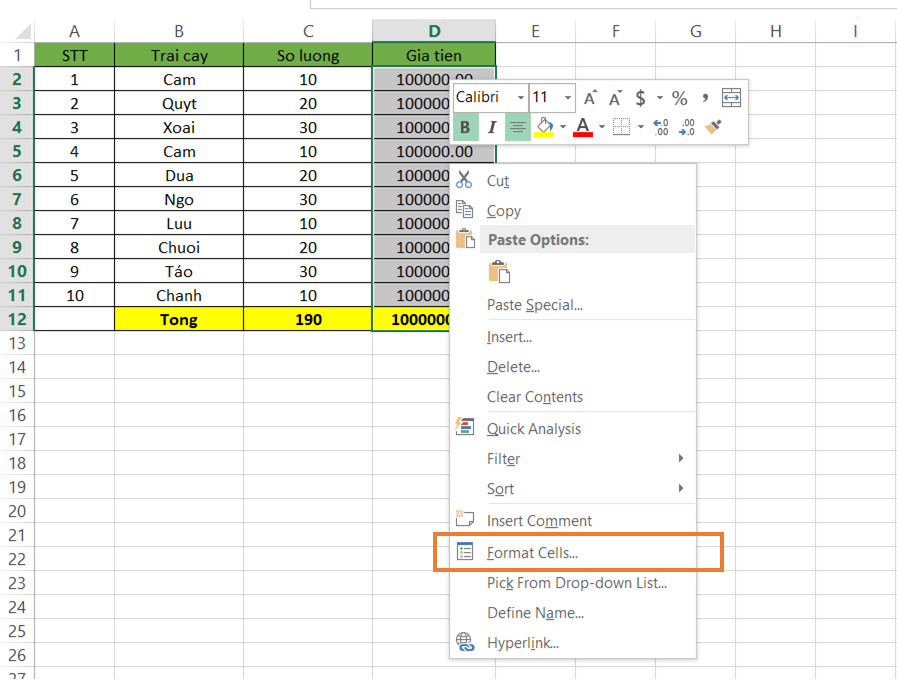 A B C D E F G H I
1 STT Trai cay So luong Gia tien
2 1 Cam 10 100000.00
3 2 Quyt 20 100000
4 3 Xoai 30 100000
5 4 Cam 10 100000.00
6 5 Dua 20 100000
7 6 Ngo 30 100000
8 7 Luu 10 100000
9 8 Chuoi 20 100000
10 9 Táo 30 100000
11 10 Chanh 10 100000
12 Tong 190 1000000
13
14
15
16
17
18
19
20
21
22
23
24
25
26
27
Calibri 11 A A $ % ,
B I A .00 .00
Cut
Copy
Paste Options:
Paste Special...
Insert...
Delete...
Clear Contents
Quick Analysis
Filter
Sort
Insert Comment
Format Cells...
Pick From Drop-down List...
Define Name...
Hyperlink...